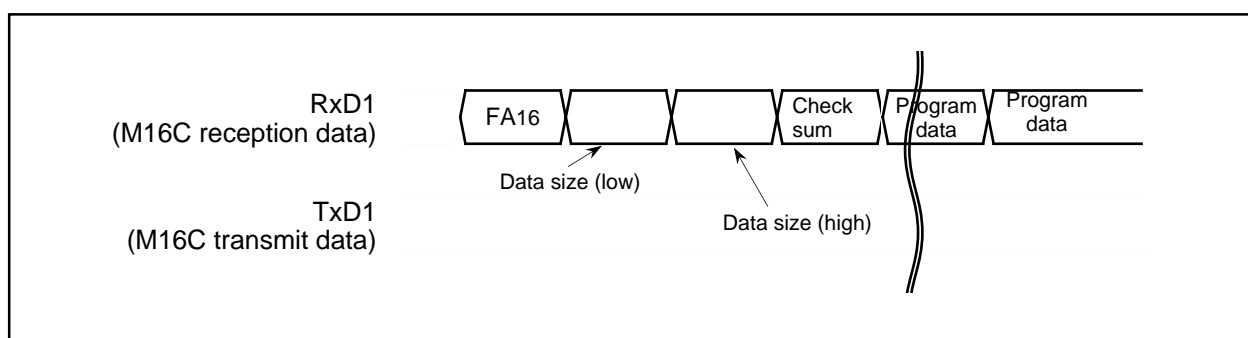 RxD1
(M16C reception data)
FA16
Check
sum
Program
data
Program
data
Data size (low)
Data size (high)
TxD1
(M16C transmit data)